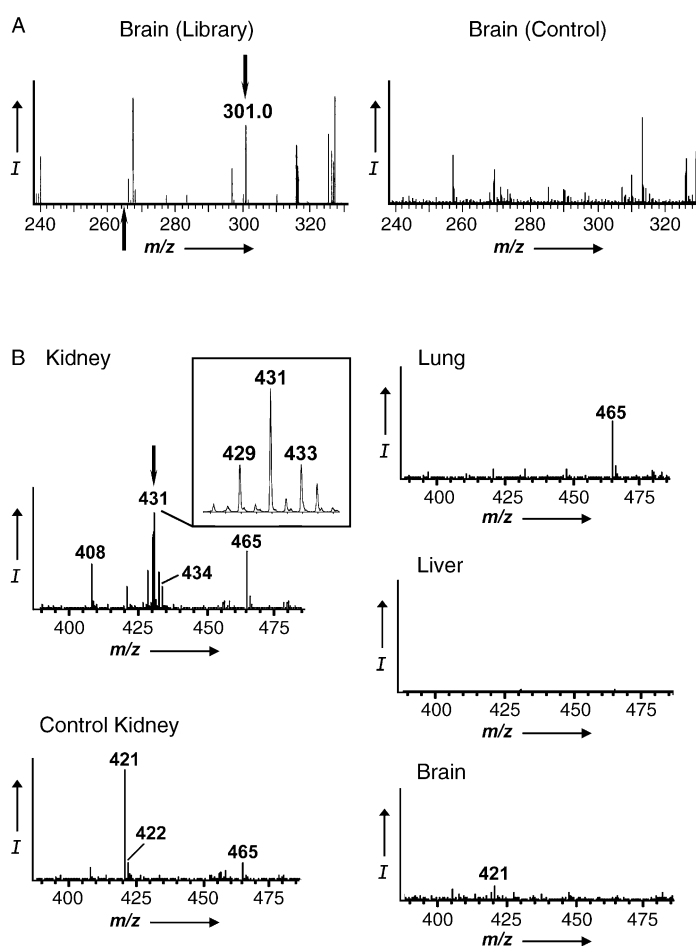 A
Brain (Library)
Brain (Control)
301.0
I
I
240 260 280 300 320
240 260 280 300 320
m/z
m/z
B Kidney
431
429 433
431
408
434
465
I
400 425 450 475
m/z
Lung
465
I
400 425 450 475
m/z
Liver
I
400 425 450 475
m/z
Control Kidney
421
422
465
I
400 425 450 475
m/z
Brain
421
I
400 425 450 475
m/z